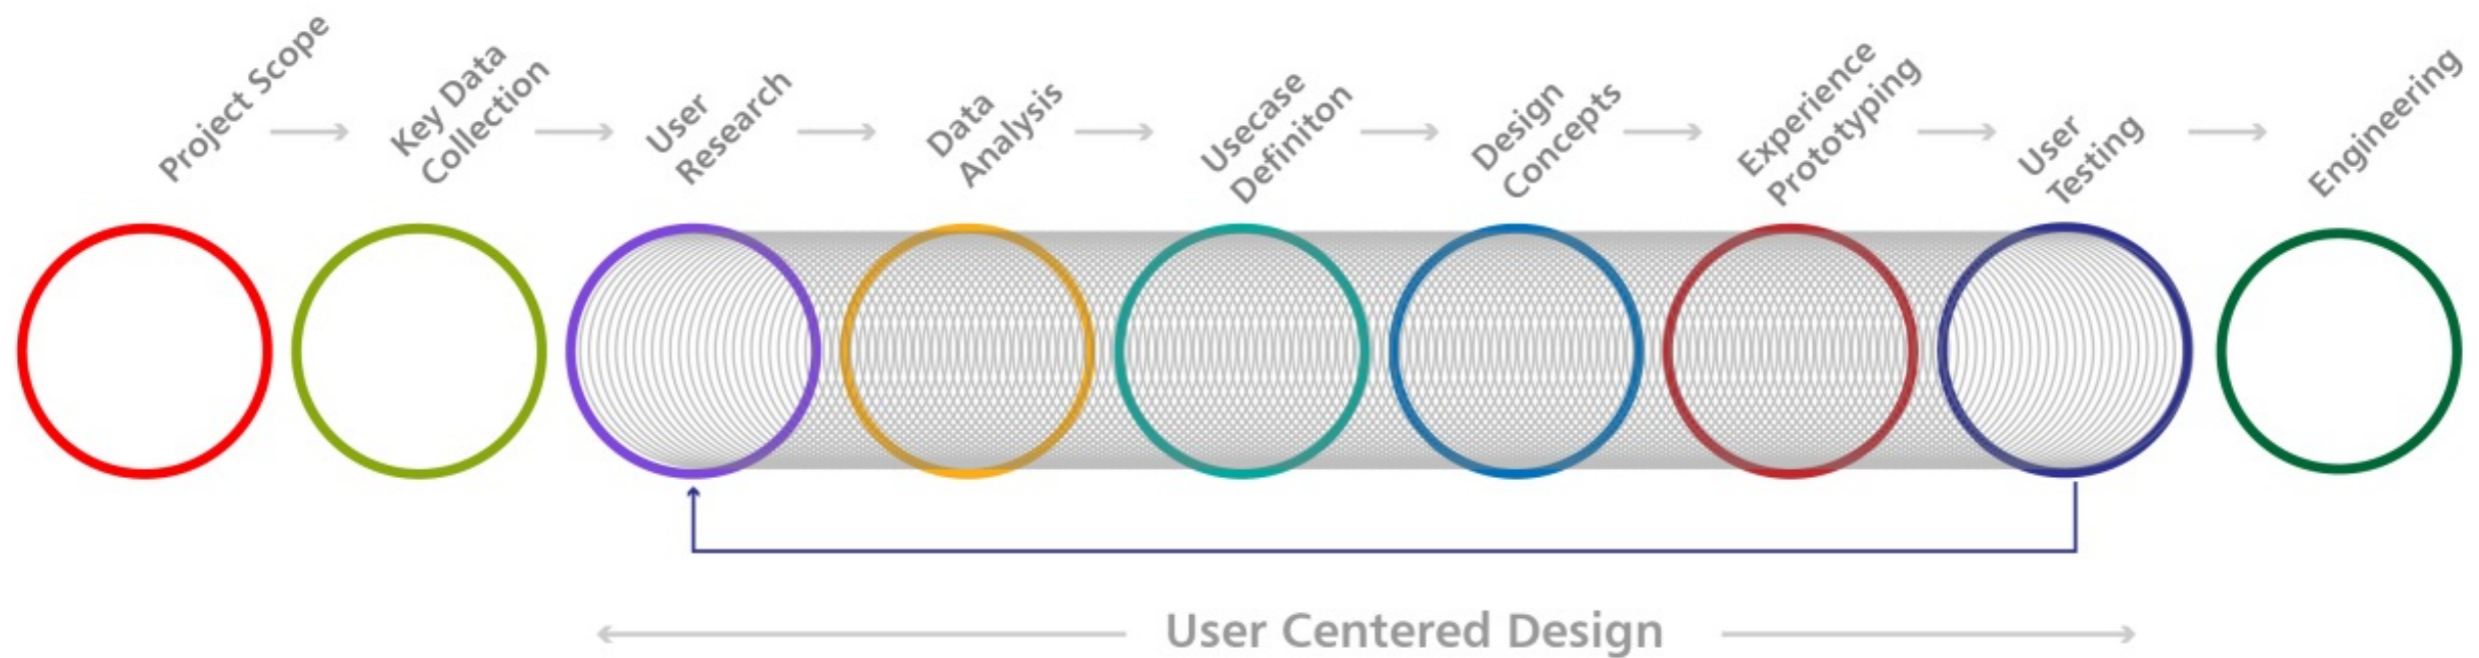 Project Scope
Key Data
Collection
User
Research
Data
Analysis
Usecase
Definiton
Design
Concepts
Experience
Prototyping
User
Testing
Engineering
User Centered Design